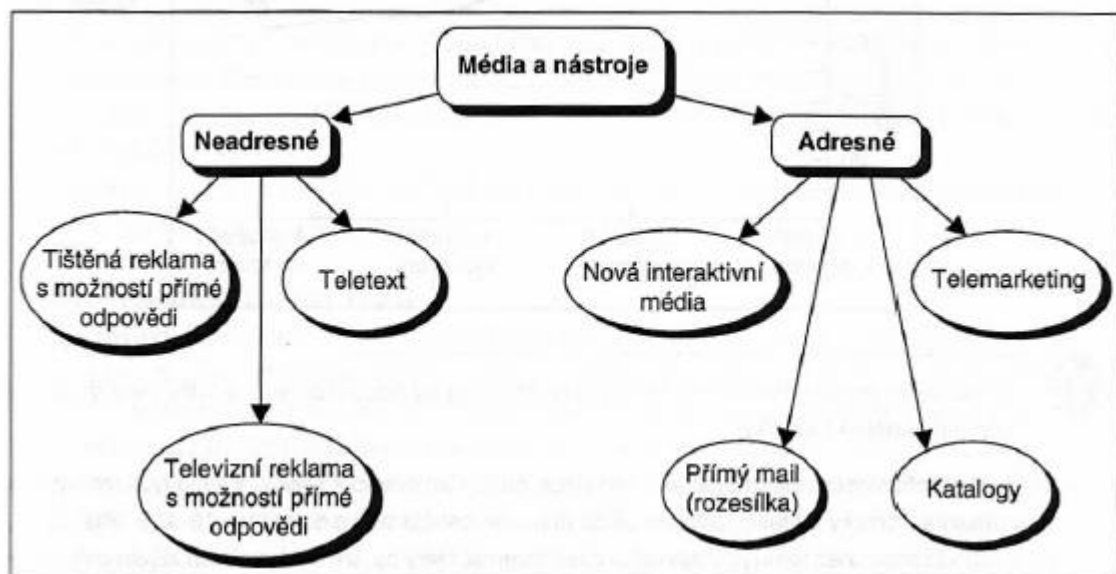 Média a nástroje
Neadresné
Adresné
Tištěná reklama
s možností přímé
odpovědi
Teletext
Nová interaktivní
média
Telemarketing
Televizní reklama
s možností přímé
odpovědi
Přímý mail
(rozesílka)
Katalogy